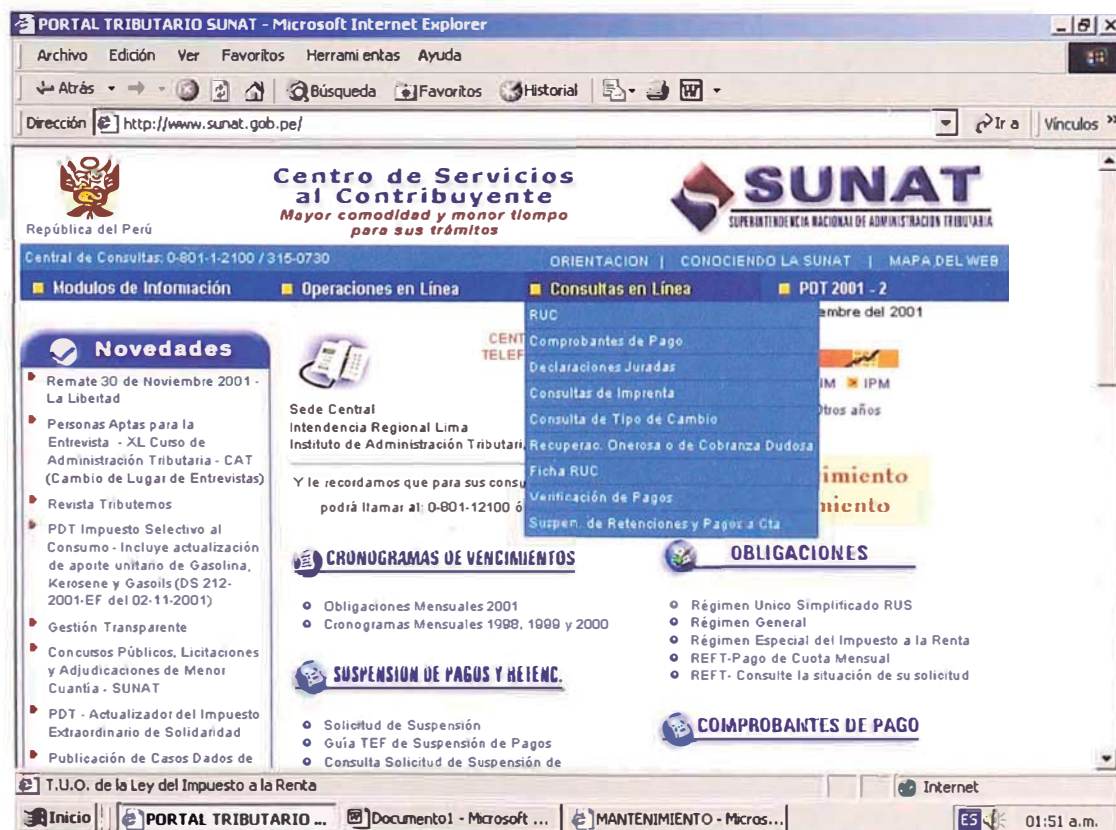 PORTAL TRIBUTARIO SUNAT - Microsoft Internet Explorer
Archivo Edición Ver Favoritos Herramientas Ayuda
Atrás Búsqueda Favoritos Historial
Dirección http://www.sunat.gob.pe/ Ir a Vínculos »
República del Perú
Centro de Servicios
al Contribuyente
Mayor comodidad y monor tiompo
para sus trámitos
SUNAT
SUPERINTENDENCIA NACIONAL DE ADMINISTRACION TRIBUTARIA
Central de Consultas: 0-801-1-2100 / 315-0730
ORIENTACION | CONOCIENDO LA SUNAT | MAPA DEL WEB
Modulos de Información Operaciones en Línea Consultas en Línea PDT 2001 - 2
RUC
Comprobantes de Pago
Declaraciones Juradas
Consultas de Imprenta
Consulta de Tipo de Cambio
Recuperac. Onerosa o de Cobranza Dudosa
Ficha RUC
Verificación de Pagos
Suspen. de Retenciones y Pagos a Cta
embre del 2001
IM IPM
Otros años
imiento
niento
Novedades
Remate 30 de Noviembre 2001 -
La Libertad
Personas Aptas para la
Entrevista - XL Curso de
Administración Tributaria - CAT
(Cambio de Lugar de Entrevistas)
Revista Tributemos
PDT Impuesto Selectivo al
Consumo - Incluye actualización
de aporte unitario de Gasolina,
Kerosene y Gasoils (DS 212-
2001-EF del 02-11-2001)
Gestión Transparente
Concursos Públicos, Licitaciones
y Adjudicaciones de Menor
Cuantía - SUNAT
PDT - Actualizador del Impuesto
Extraordinario de Solidaridad
Publicación de Casos Dados de
CENT
TELEF
Sede Central
Intendencia Regional Lima
Instituto de Administración Tributari
Y le recordamos que para sus consu
podrá llamar al: 0-801-12100 ó
CRONOGRAMAS DE VENCIMIENTOS
Obligaciones Mensuales 2001
Cronogramas Mensuales 1998, 1999 y 2000
SUSPENSION DE PAGOS Y RETENC.
Solicitud de Suspensión
Guía TEF de Suspensión de Pagos
Consulta Solicitud de Suspensión de
OBLIGACIONES
Régimen Unico Simplificado RUS
Régimen General
Régimen Especial del Impuesto a la Renta
REFT-Pago de Cuota Mensual
REFT- Consulte la situación de su solicitud
COMPROBANTES DE PAGO
T.U.O. de la Ley del Impuesto a la Renta
Internet
Inicio PORTAL TRIBUTARIO ... Documento1 - Microsoft ... MANTENIMIENTO - Micros... ES 01:51 a.m.